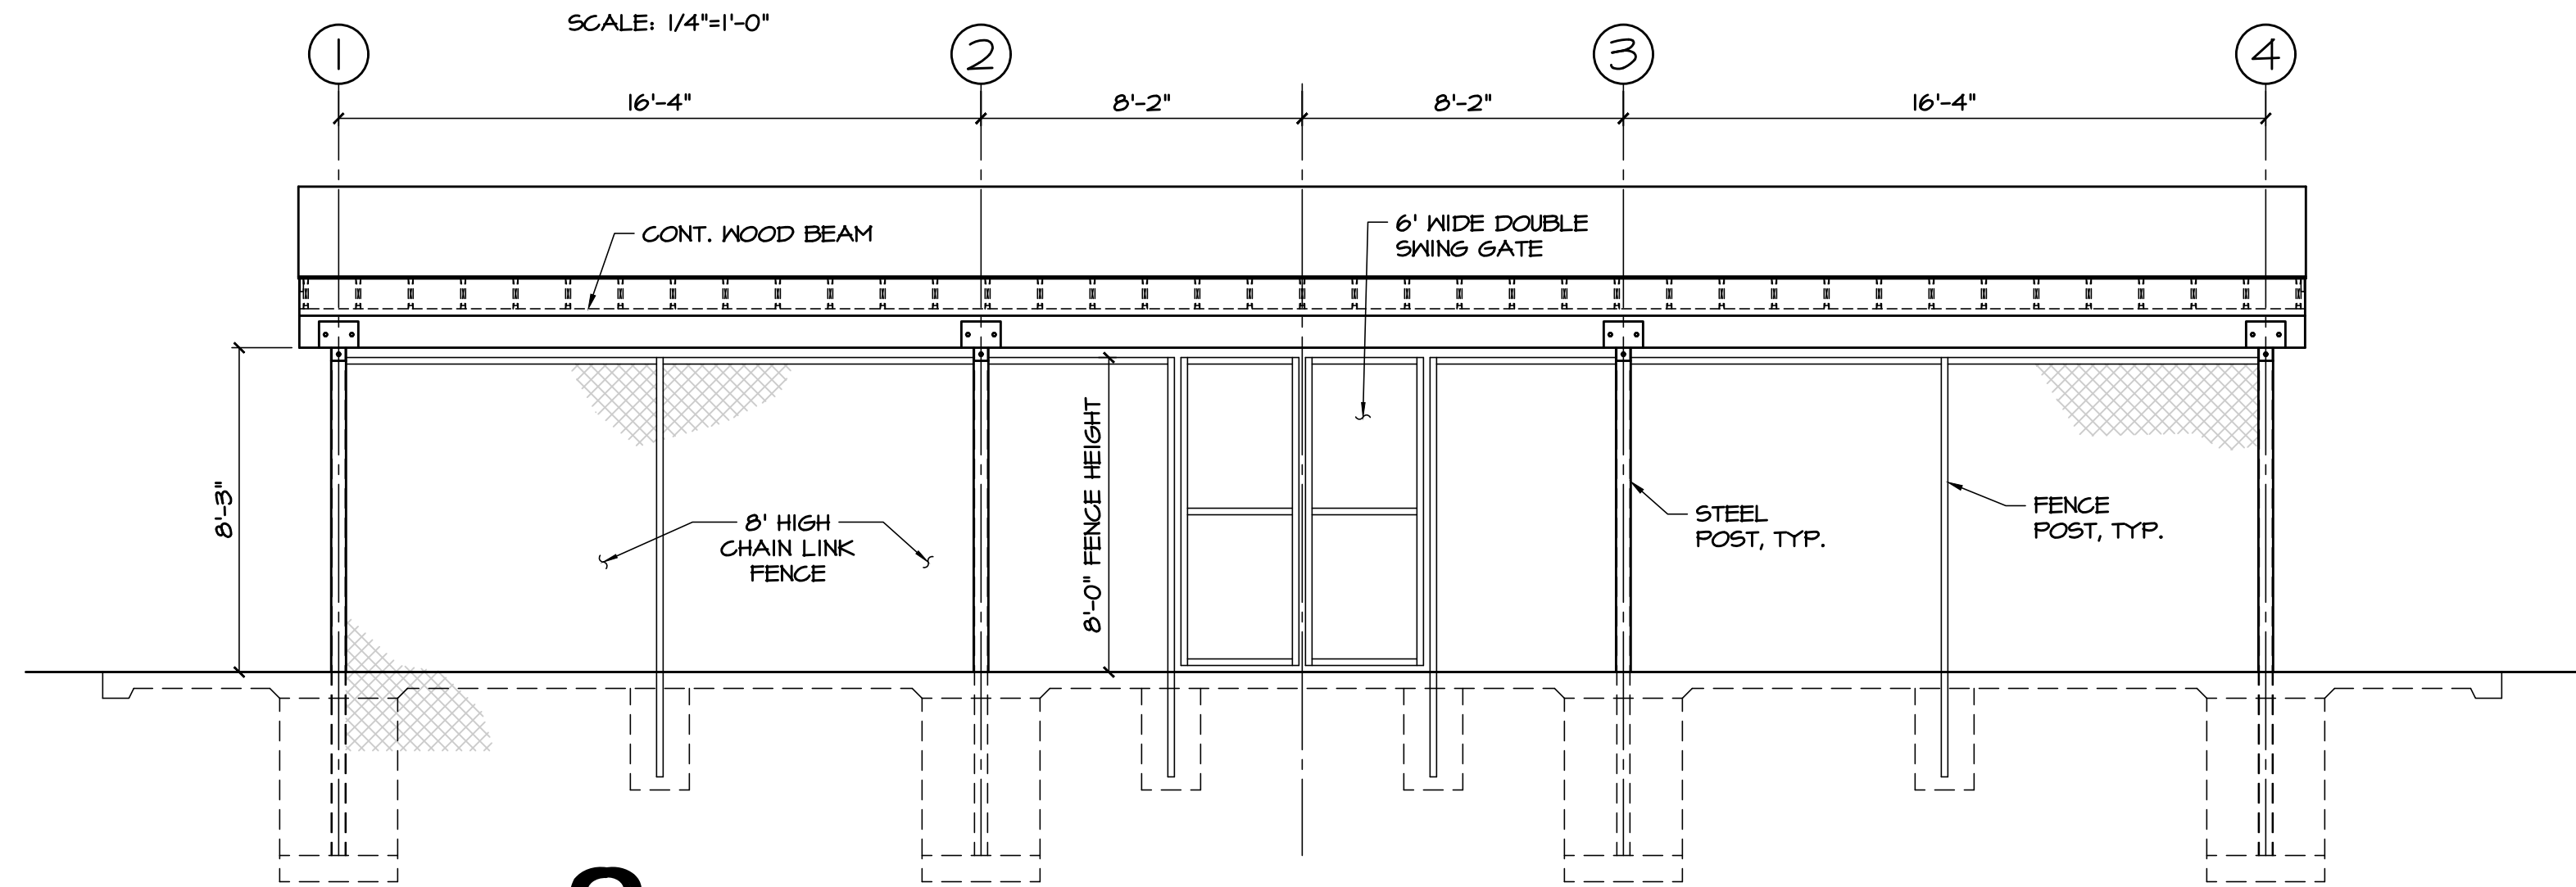 SCALE: 1/4"=1'-0"
1
2
3
4
16'-4"
8'-2"
8'-2"
16'-4"
CONT. WOOD BEAM
6' WIDE DOUBLE
SWING GATE
8'-3"
8' HIGH
CHAIN LINK
FENCE
8'-0" FENCE HEIGHT
STEEL
POST, TYP.
FENCE
POST, TYP.